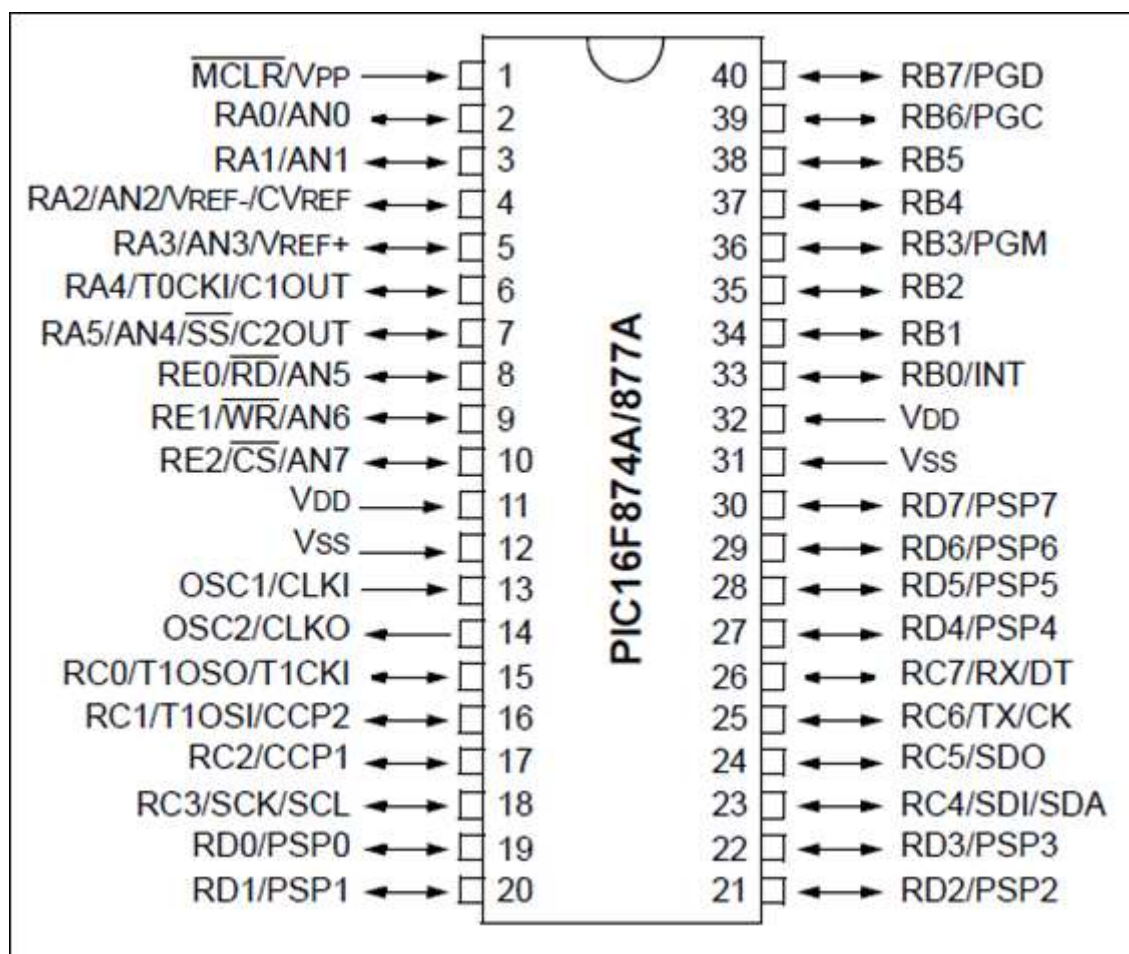 MCLR/VPP 1 40 RB7/PGD
RA0/AN0 2 39 RB6/PGC
RA1/AN1 3 38 RB5
RA2/AN2/VREF-/CVREF 4 37 RB4
RA3/AN3/VREF+ 5 36 RB3/PGM
RA4/T0CKI/C1OUT 6 35 RB2
RA5/AN4/SS/C2OUT 7 34 RB1
RE0/RD/AN5 8 33 RB0/INT
RE1/WR/AN6 9 32 VDD
RE2/CS/AN7 10 31 VSS
VDD 11 30 RD7/PSP7
VSS 12 29 RD6/PSP6
OSC1/CLKI 13 28 RD5/PSP5
OSC2/CLKO 14 27 RD4/PSP4
RC0/T1OSO/T1CKI 15 26 RC7/RX/DT
RC1/T1OSI/CCP2 16 25 RC6/TX/CK
RC2/CCP1 17 24 RC5/SDO
RC3/SCK/SCL 18 23 RC4/SDI/SDA
RD0/PSP0 19 22 RD3/PSP3
RD1/PSP1 20 21 RD2/PSP2
PIC16F874A/877A